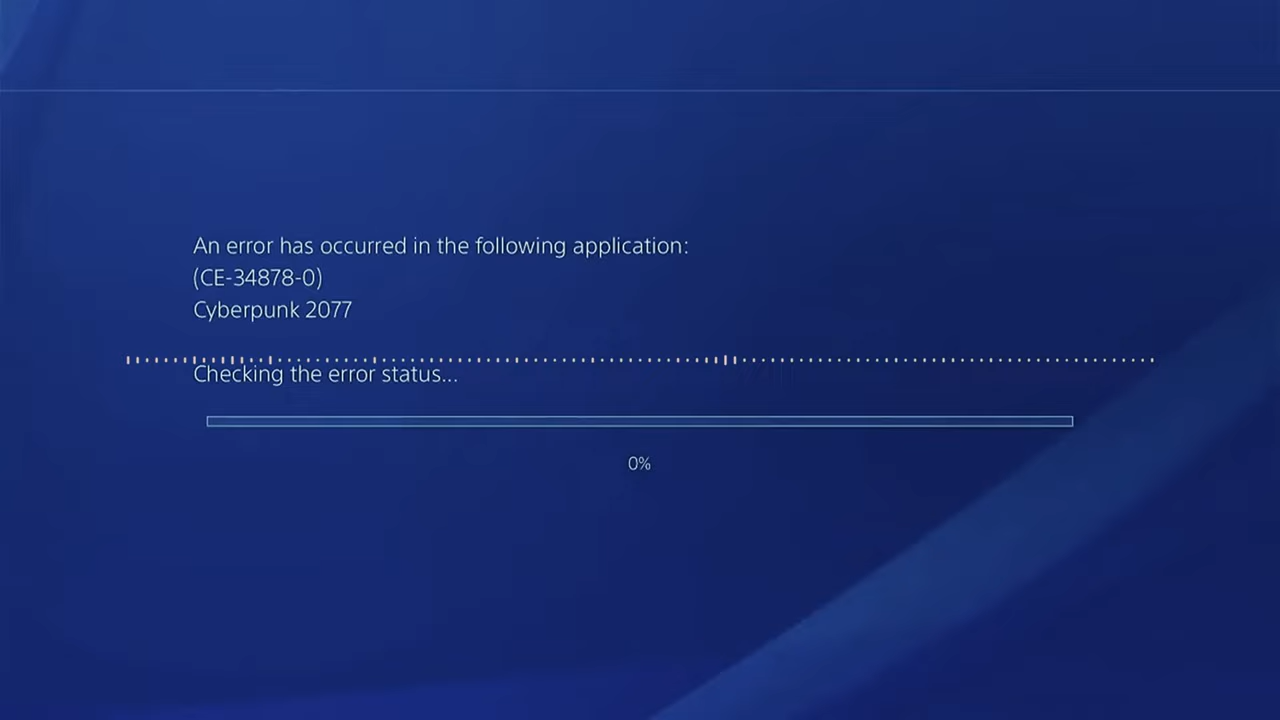 An error has occurred in the following application:
(CE-34878-0)
Cyberpunk 2077
Checking the error status...
0%